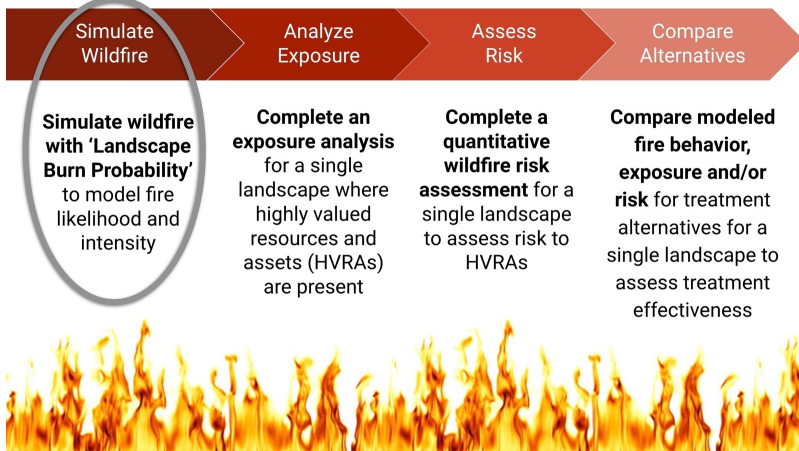 Simulate
Wildfire
Analyze
Exposure
Assess
Risk
Compare
Alternatives
Simulate wildfire
with ‘Landscape
Burn Probability’
to model fire
likelihood and
intensity
Complete an
exposure analysis
for a single
landscape where
highly valued
resources and
assets (HVRAs)
are present
Complete a
quantitative
wildfire risk
assessment for a
single landscape
to assess risk to
HVRAs
Compare modeled
fire behavior,
exposure and/or
risk for treatment
alternatives for a
single landscape to
assess treatment
effectiveness